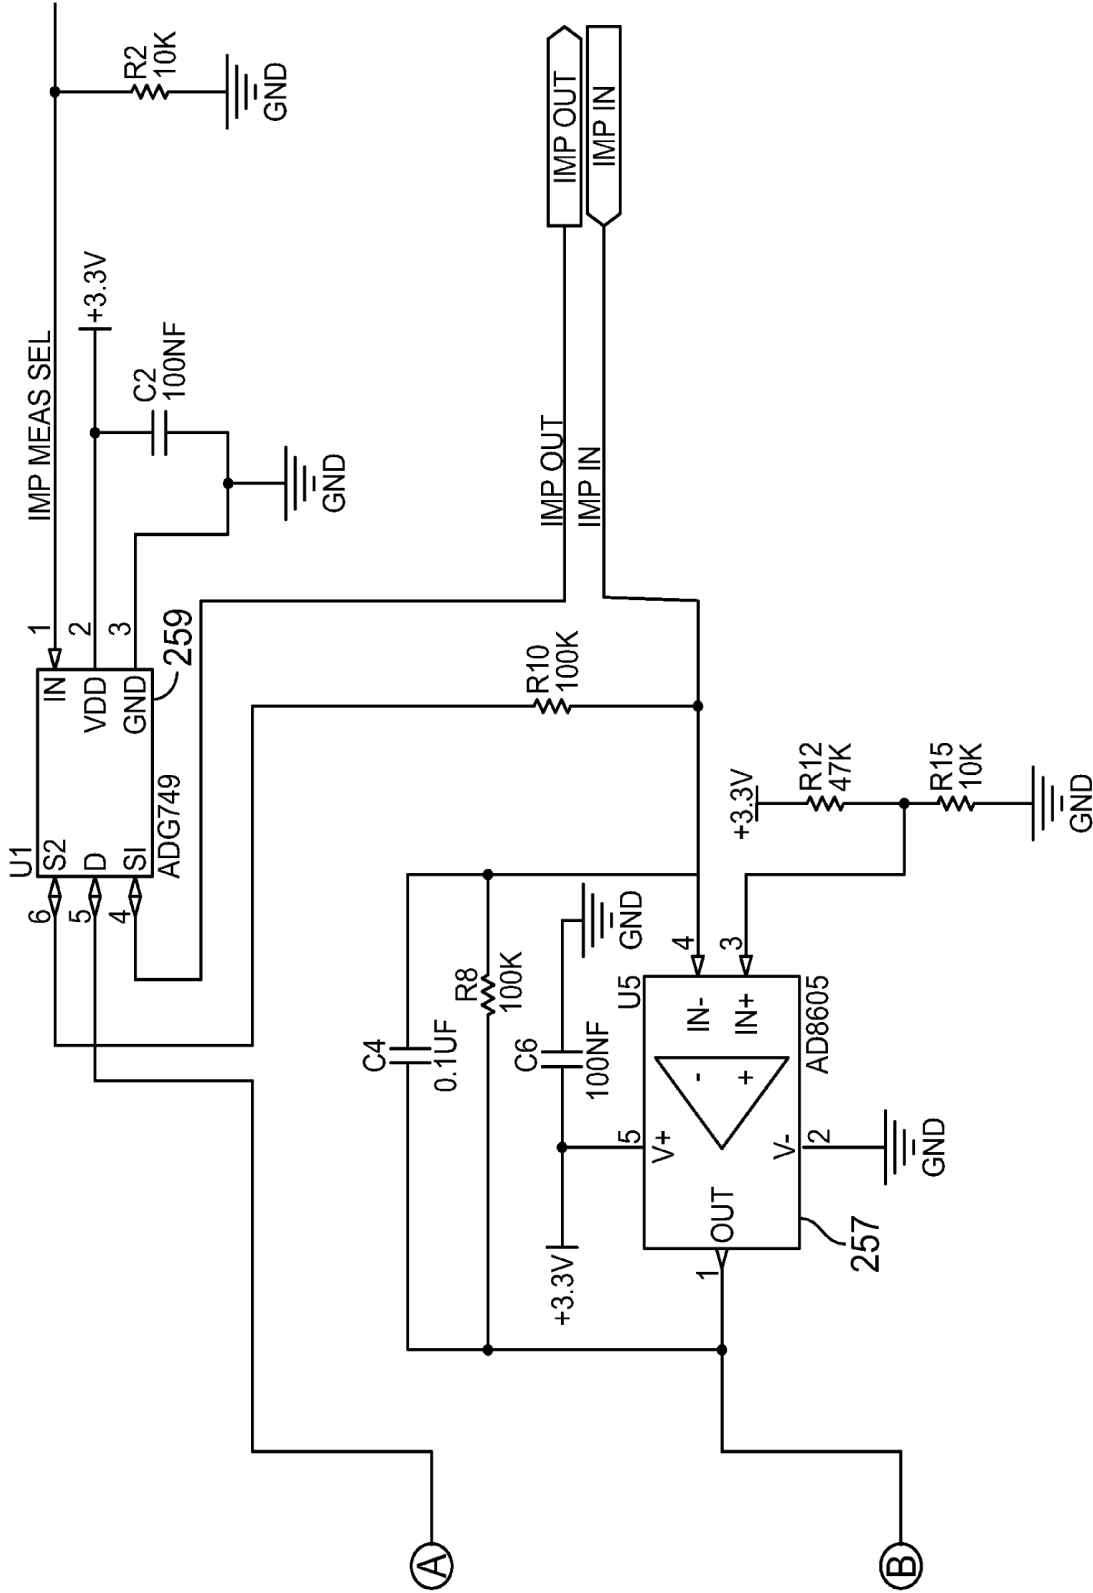 R2
10K
GND
+3.3V
C2
100NF
GND
IMP MEAS SEL
1
2
3
259
U1
IN
VDD
GND
S2
D
SI
ADG749
6
5
4
IMP OUT
IMP IN
IMP OUT
IMP IN
R10
100K
+3.3V
R12
47K
R15
10K
GND
C4
0.1UF
R8
100K
GND
C6
100NF
+3.3V
U5
4
3
IN-
IN+
-
+
AD8605
5
V+
V-
2
GND
OUT
1
257
A
B